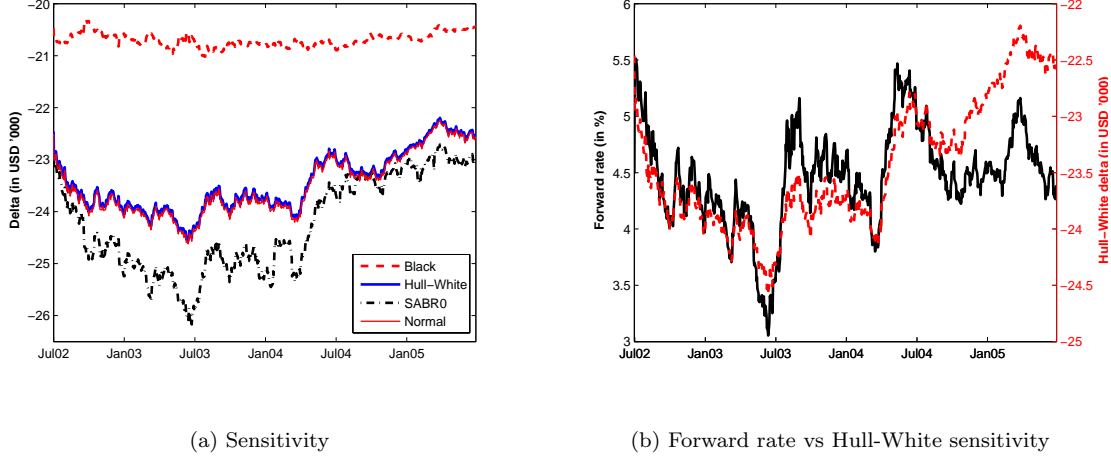 −20
−21
−22
−23
−24
−25
−26
Delta (in USD '000)
Jul02
Jan03
Jul03
Jan04
Jul04
Jan05
Black
Hull−White
SABR0
Normal
(a) Sensitivity
6
5.5
5
4.5
4
3.5
3
Forward rate (in %)
Jul02
Jan03
Jul03
Jan04
Jul04
Jan05
−22
−22.5
−23
−23.5
−24
−24.5
−25
Hull−White delta (in USD '000)
(b) Forward rate vs Hull-White sensitivity